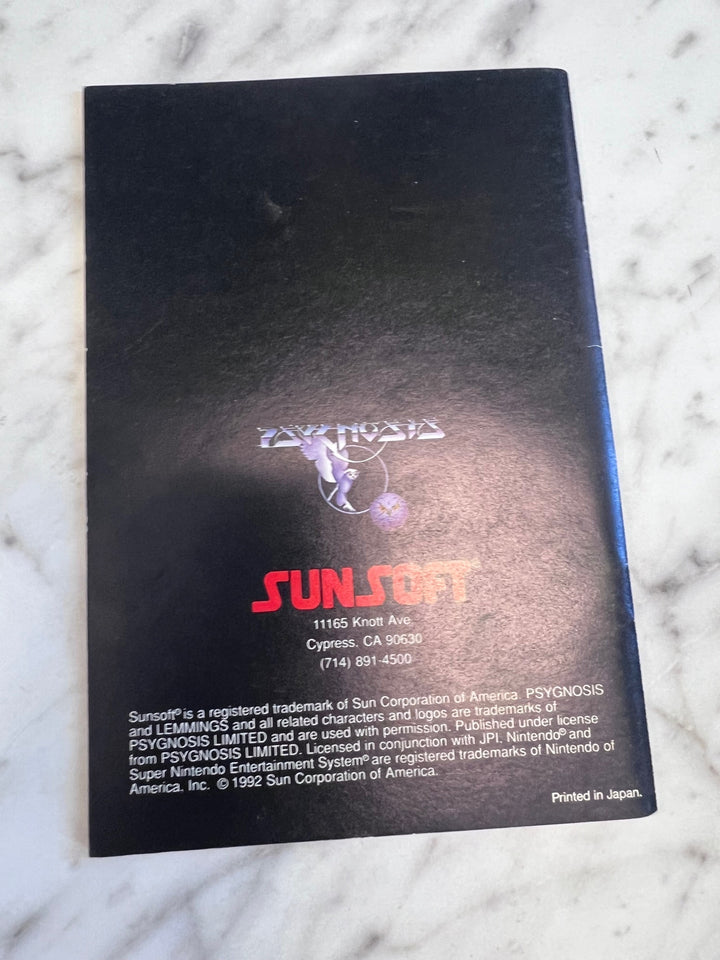 PSYGNOSIS
SUNSOFT
11165 Knott Ave.
Cypress, CA 90630
(714) 891-4500
Sunsoft® is a registered trademark of Sun Corporation of America. PSYGNOSIS
and LEMMINGS and all related characters and logos are trademarks of
PSYGNOSIS LIMITED and are used with permission. Published under license
from PSYGNOSIS LIMITED. Licensed in conjunction with JPI. Nintendo® and
Super Nintendo Entertainment System® are registered trademarks of Nintendo of
America, Inc. © 1992 Sun Corporation of America.
Printed in Japan.